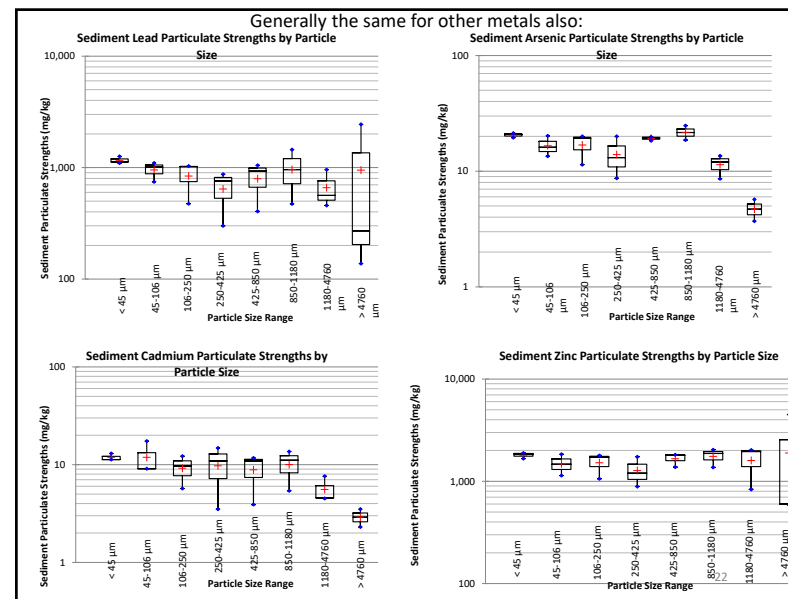 Generally the same for other metals also:
Sediment Lead Particulate Strengths by Particle
Size
Sediment Particulate Strengths (mg/kg)
10,000
1,000
100
< 45 µm
45-106 µm
106-250 µm
250-425 µm
425-850 µm
850-1180 µm
1180-4760
µm
> 4760
µm
Particle Size Range
Sediment Arsenic Particulate Strengths by Particle
Size
Sediment Particualte Strengths (mg/kg)
100
10
1
< 45 µm
45-106
µm
106-250 µm
250-425 µm
425-850 µm
850-1180 µm
1180-4760
µm
> 4760 µm
Particle Size Range
Sediment Cadmium Particulate Strengths by
Particle Size
Sediment Particulate Strengths (mg/kg)
100
10
1
< 45 µm
45-106 µm
106-250 µm
250-425 µm
425-850 µm
850-1180 µm
1180-4760 µm
> 4760 µm
Particle Size Range
Sediment Zinc Particulate Strengths by Particle Size
Sediment Particulate Strengths (mg/kg)
10,000
1,000
100
< 45 µm
45-106 µm
106-250 µm
250-425 µm
425-850 µm
850-1180 µm
1180-4760 µm
> 4760 µm
Particle Size Range
22